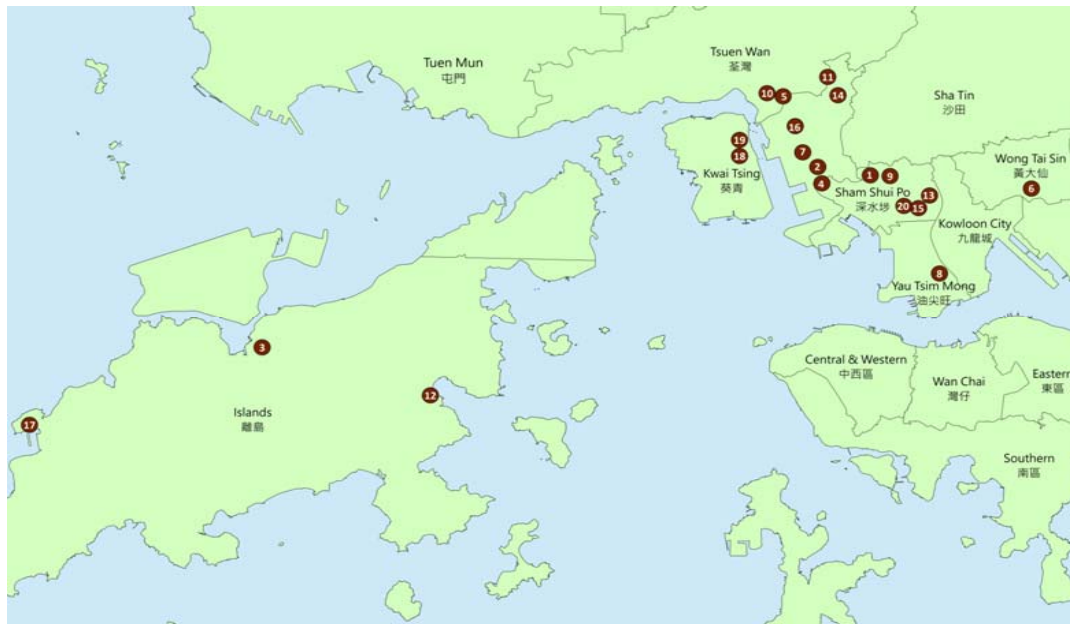 Tuen Mun
屯門
Tsuen Wan
荃灣
11
10
5
14
Sha Tin
沙田
16
19
18
7
Kwai Tsing
葵青
2
4
1
9
Wong Tai Sin
黃大仙
6
Sham Shui Po
深水埗
13
20
15
Kowloon City
九龍城
8
Yau Tsim Mong
油尖旺
3
Central & Western
中西區
Wan Chai
灣仔
Eastern
東區
12
Islands
離島
17
Southern
南區